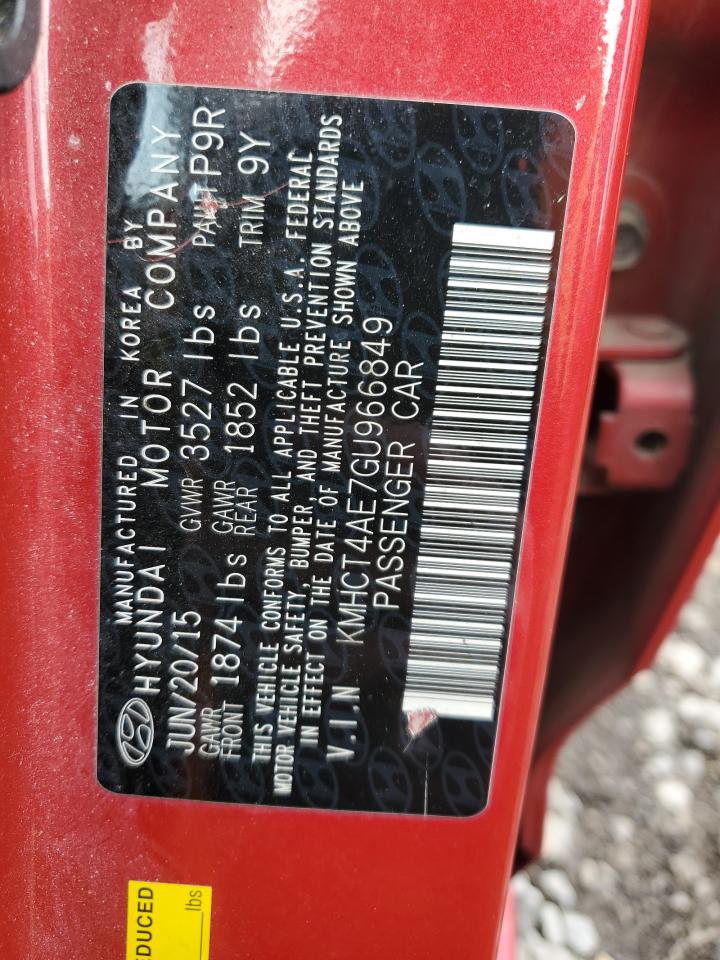 MANUFACTURED IN KOREA BY
HYUNDAI MOTOR COMPANY
JUN/20/15 GVWR 3527 lbs P9R
GAWR FRONT 1874 lbs GAWR REAR 1852 lbs TRIM 9Y
THIS VEHICLE CONFORMS TO ALL APPLICABLE U.S.A. FEDERAL
MOTOR VEHICLE SAFETY, BUMPER, AND THEFT PREVENTION STANDARDS
IN EFFECT ON THE DATE OF MANUFACTURE SHOWN ABOVE
V.I.N KMHCT4AE7GU966849
PASSENGER CAR
EDUCED
lbs